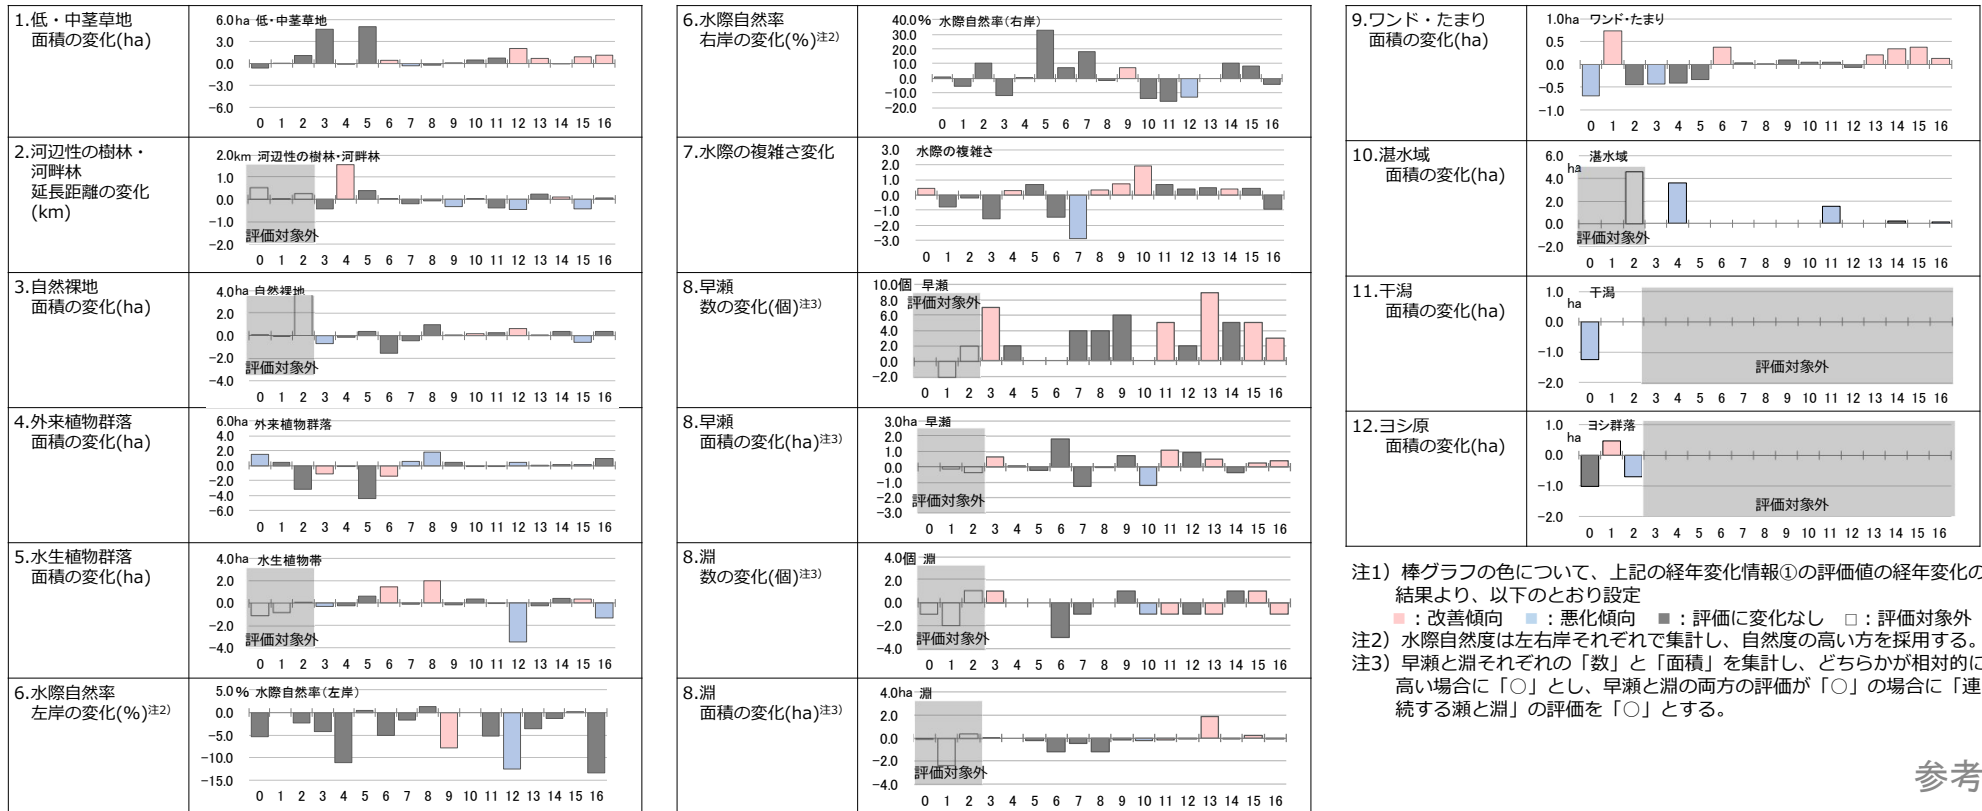 1.低・中茎草地
面積の変化(ha)
6.0ha 低・中茎草地
3.0
0.0
-3.0
-6.0
0 1 2 3 4 5 6 7 8 9 10 11 12 13 14 15 16
2.河辺性の樹林・
河畔林
延長距離の変化
(km)
2.0km 河辺性の樹林・河畔林
1.0
0.0
-1.0
評価対象外
-2.0
0 1 2 3 4 5 6 7 8 9 10 11 12 13 14 15 16
3.自然裸地
面積の変化(ha)
4.0ha 自然裸地
2.0
0.0
-2.0
評価対象外
-4.0
0 1 2 3 4 5 6 7 8 9 10 11 12 13 14 15 16
4.外来植物群落
面積の変化(ha)
6.0ha 外来植物群落
4.0
2.0
0.0
-2.0
-4.0
-6.0
0 1 2 3 4 5 6 7 8 9 10 11 12 13 14 15 16
5.水生植物群落
面積の変化(ha)
4.0ha 水生植物帯
2.0
0.0
-2.0
評価対象外
-4.0
0 1 2 3 4 5 6 7 8 9 10 11 12 13 14 15 16
6.水際自然率
左岸の変化(%)注2)
5.0% 水際自然率(左岸)
0.0
-5.0
-10.0
-15.0
0 1 2 3 4 5 6 7 8 9 10 11 12 13 14 15 16
6.水際自然率
右岸の変化(%)注2)
40.0% 水際自然率(右岸)
30.0
20.0
10.0
0.0
-10.0
-20.0
0 1 2 3 4 5 6 7 8 9 10 11 12 13 14 15 16
7.水際の複雑さ変化
3.0 水際の複雑さ
2.0
1.0
0.0
-1.0
-2.0
-3.0
0 1 2 3 4 5 6 7 8 9 10 11 12 13 14 15 16
8.早瀬
数の変化(個)注3)
10.0個 早瀬
8.0 評価対象外
6.0
4.0
2.0
0.0
-2.0
0 1 2 3 4 5 6 7 8 9 10 11 12 13 14 15 16
8.早瀬
面積の変化(ha)注3)
3.0ha 早瀬
2.0
1.0
0.0
-1.0
-2.0
評価対象外
-3.0
0 1 2 3 4 5 6 7 8 9 10 11 12 13 14 15 16
8.淵
数の変化(個)注3)
4.0個 淵
2.0
0.0
-2.0
評価対象外
-4.0
0 1 2 3 4 5 6 7 8 9 10 11 12 13 14 15 16
8.淵
面積の変化(ha)注3)
4.0ha 淵
2.0
0.0
-2.0
評価対象外
-4.0
0 1 2 3 4 5 6 7 8 9 10 11 12 13 14 15 16
9.ワンド・たまり
面積の変化(ha)
1.0ha ワンド・たまり
0.5
0.0
-0.5
-1.0
0 1 2 3 4 5 6 7 8 9 10 11 12 13 14 15 16
10.湛水域
面積の変化(ha)
6.0 湛水域
ha
4.0
2.0
0.0
評価対象外
-2.0
0 1 2 3 4 5 6 7 8 9 10 11 12 13 14 15 16
11.干潟
面積の変化(ha)
1.0 干潟
ha
0.0
-1.0
評価対象外
-2.0
0 1 2 3 4 5 6 7 8 9 10 11 12 13 14 15 16
12.ヨシ原
面積の変化(ha)
1.0 ヨシ群落
ha
0.0
-1.0
評価対象外
-2.0
0 1 2 3 4 5 6 7 8 9 10 11 12 13 14 15 16
注1）棒グラフの色について、上記の経年変化情報①の評価値の経年変化の
結果より、以下のとおり設定
■：改善傾向 ■：悪化傾向 ■：評価に変化なし □：評価対象外
注2）水際自然度は左右岸それぞれで集計し、自然度の高い方を採用する。
注3）早瀬と淵それぞれの「数」と「面積」を集計し、どちらかが相対的に
高い場合に「○」とし、早瀬と淵の両方の評価が「○」の場合に「連
続する瀬と淵」の評価を「○」とする。
参考